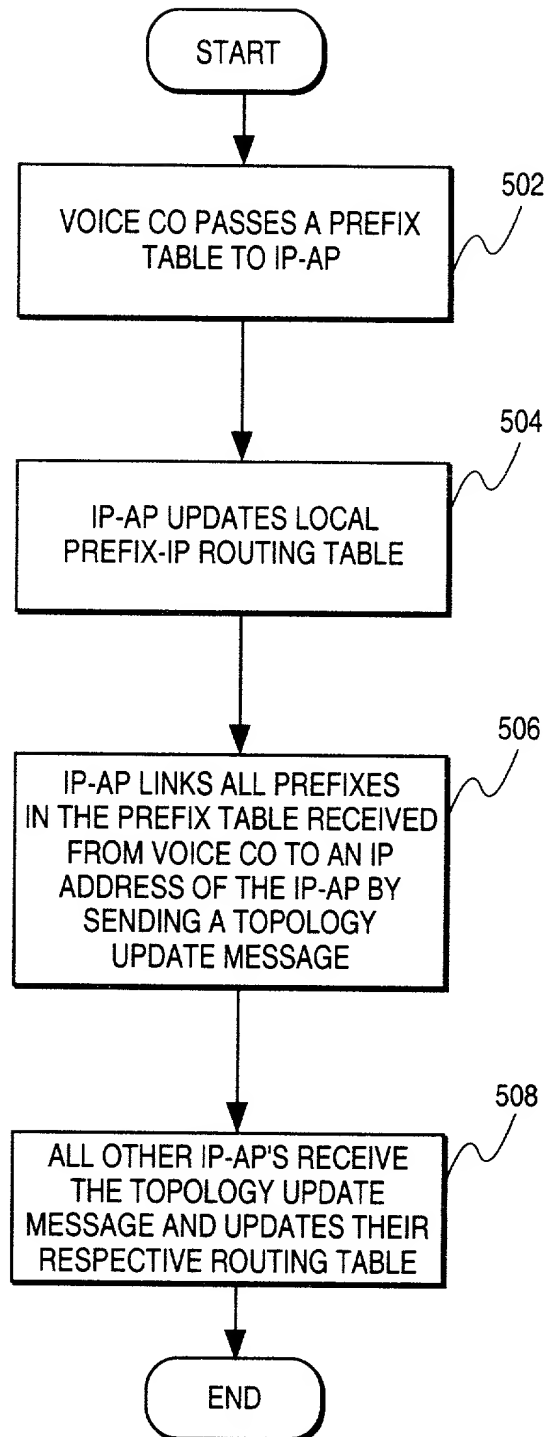 START
502
VOICE CO PASSES A PREFIX
TABLE TO IP-AP
504
IP-AP UPDATES LOCAL
PREFIX-IP ROUTING TABLE
506
IP-AP LINKS ALL PREFIXES
IN THE PREFIX TABLE RECEIVED
FROM VOICE CO TO AN IP
ADDRESS OF THE IP-AP BY
SENDING A TOPOLOGY
UPDATE MESSAGE
508
ALL OTHER IP-AP'S RECEIVE
THE TOPOLOGY UPDATE
MESSAGE AND UPDATES THEIR
RESPECTIVE ROUTING TABLE
END